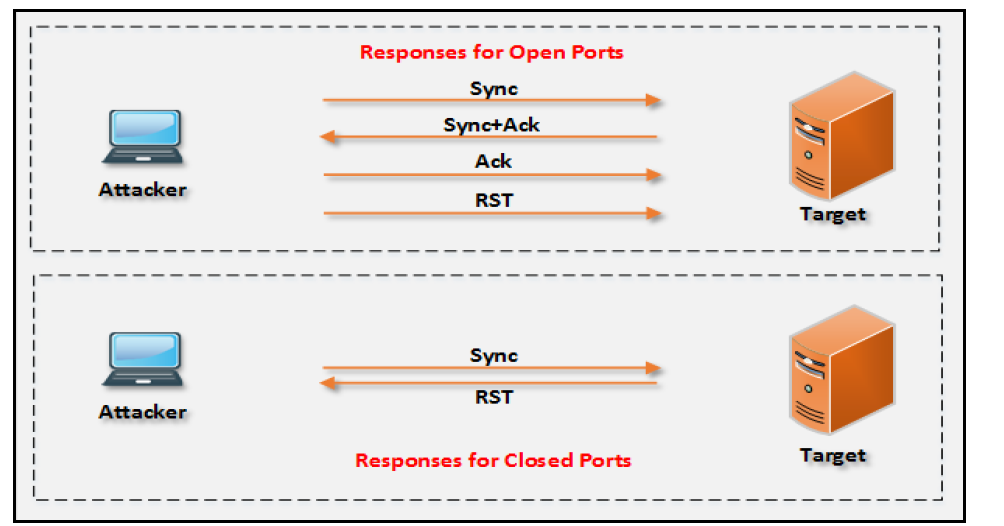 Responses for Open Ports
Sync
Sync+Ack
Ack
RST
Attacker
Target
Sync
RST
Attacker
Target
Responses for Closed Ports